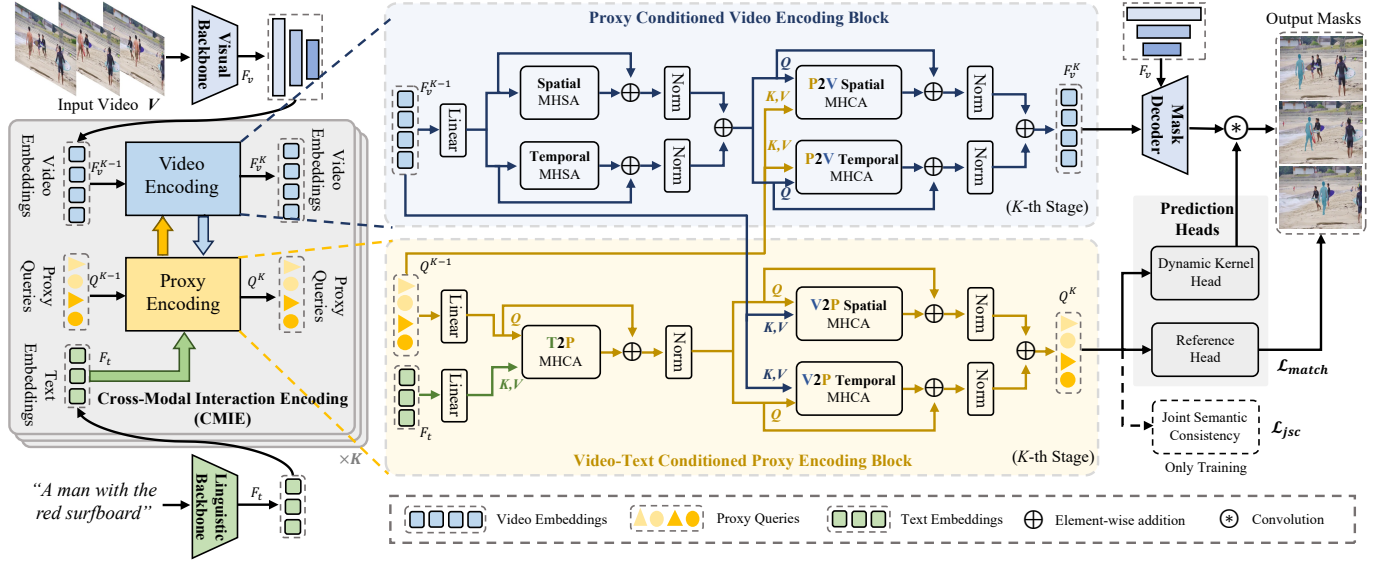 Input Video V
Visual
Backbone
F_v
Video
Embeddings
F_v^{K-1}
Video
Encoding
F_v^K
Video
Embeddings
Proxy
Queries
Q^{K-1}
Proxy
Encoding
Q^K
Proxy
Queries
Text
Embeddings
F_t
Cross-Modal Interaction Encoding
(CMIE)
×K
"A man with the
red surfboard"
Linguistic
Backbone
F_t
Proxy Conditioned Video Encoding Block
F_v^{K-1}
Linear
Spatial
MHSA
Norm
Temporal
MHSA
Norm
Q
K,V
P2V Spatial
MHCA
Norm
K,V
P2V Temporal
MHCA
Q
Norm
F_v^K
(K-th Stage)
Q^{K-1}
Linear
Q
T2P
MHCA
K,V
Linear
F_t
Norm
Q
V2P Spatial
MHCA
K,V
Norm
K,V
V2P Temporal
MHCA
Q
Norm
Q^K
Video-Text Conditioned Proxy Encoding Block
(K-th Stage)
F_v
Mask
Decoder
Output Masks
Prediction
Heads
Dynamic Kernel
Head
Reference
Head
ℒ_match
Joint Semantic
Consistency
ℒ_jsc
Only Training
Video Embeddings
Proxy Queries
Text Embeddings
Element-wise addition
Convolution